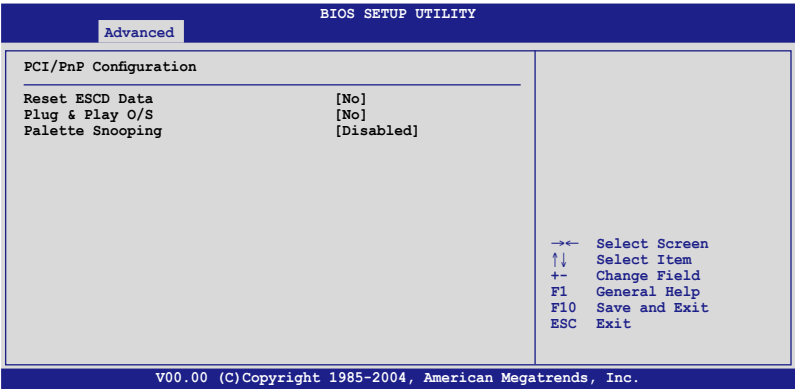 BIOS SETUP UTILITY
Advanced
PCI/PnP Configuration
Reset ESCD Data [No]
Plug & Play O/S [No]
Palette Snooping [Disabled]
→← Select Screen
↑↓ Select Item
+- Change Field
F1 General Help
F10 Save and Exit
ESC Exit
V00.00 (C)Copyright 1985-2004, American Megatrends, Inc.